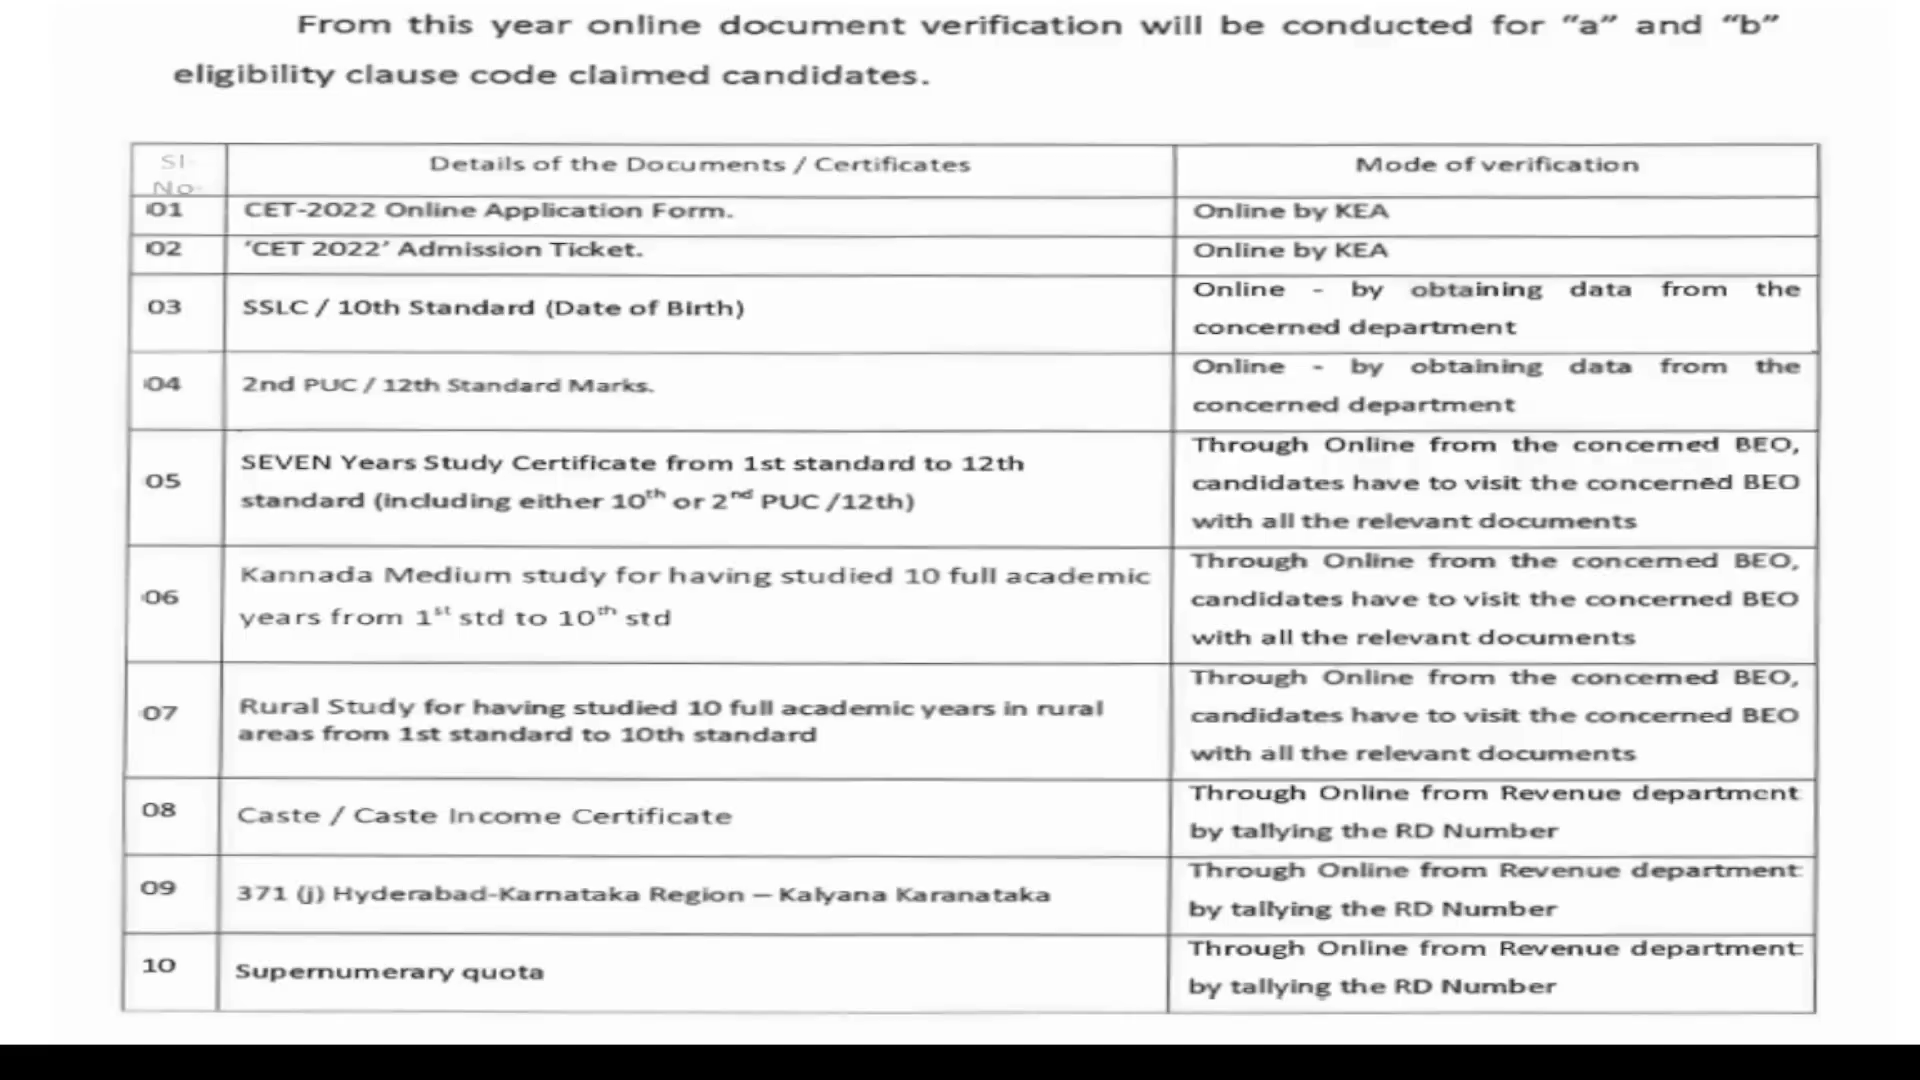 From this year online document verification will be conducted for “a” and “b”
eligibility clause code claimed candidates.
Sl
No
Details of the Documents / Certificates
Mode of verification
01
CET-2022 Online Application Form.
Online by KEA
02
‘CET 2022’ Admission Ticket.
Online by KEA
03
SSLC / 10th Standard (Date of Birth)
Online - by obtaining data from the
concerned department
04
2nd PUC / 12th Standard Marks.
Online - by obtaining data from the
concerned department
05
SEVEN Years Study Certificate from 1st standard to 12th
standard (including either 10th or 2nd PUC /12th)
Through Online from the concerned BEO,
candidates have to visit the concerned BEO
with all the relevant documents
06
Kannada Medium study for having studied 10 full academic
years from 1st std to 10th std
Through Online from the concerned BEO,
candidates have to visit the concerned BEO
with all the relevant documents
07
Rural Study for having studied 10 full academic years in rural
areas from 1st standard to 10th standard
Through Online from the concerned BEO,
candidates have to visit the concerned BEO
with all the relevant documents
08
Caste / Caste Income Certificate
Through Online from Revenue department
by tallying the RD Number
09
371 (j) Hyderabad-Karnataka Region – Kalyana Karanataka
Through Online from Revenue department
by tallying the RD Number
10
Supernumerary quota
Through Online from Revenue department
by tallying the RD Number